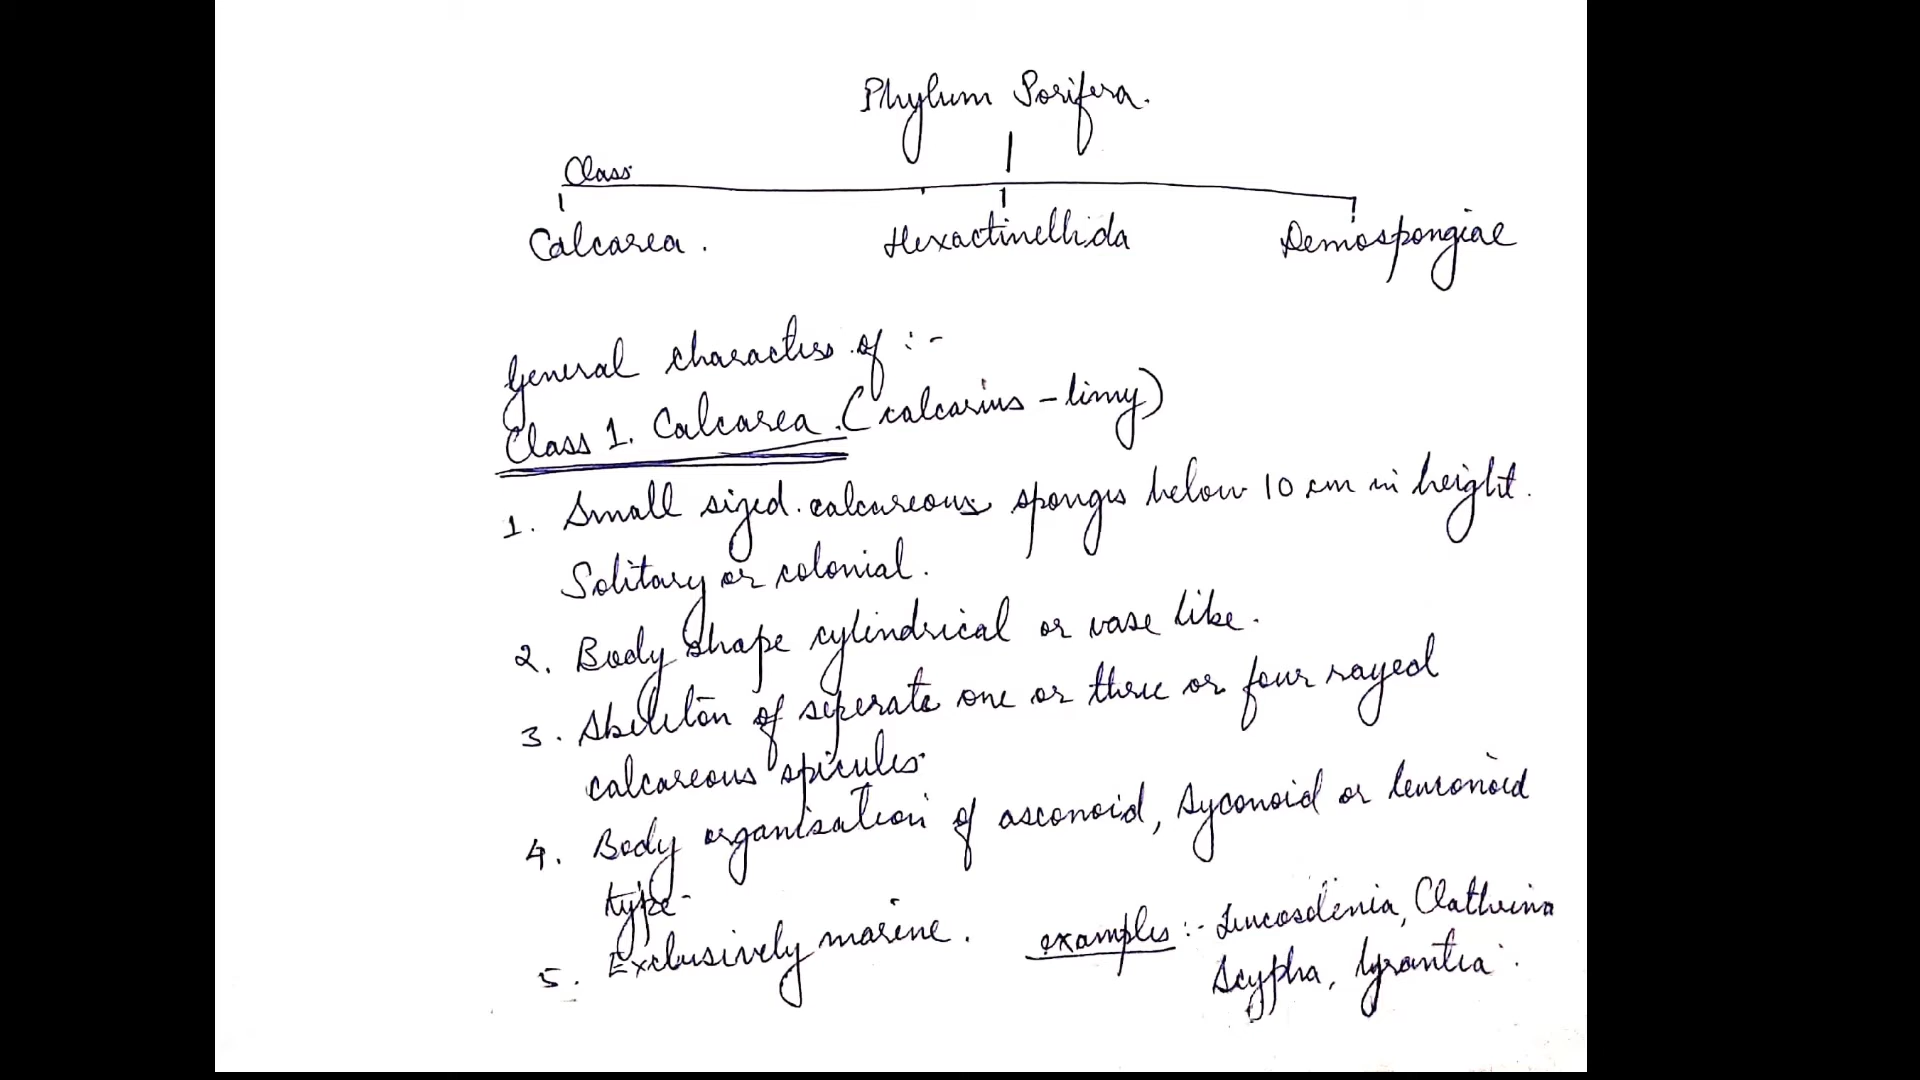 Phylum Porifera.
Class
Calcarea. Hexactinellida Demospongiae
General characters of :-
Class 1. Calcarea. (calcarius - limy)
1. Small sized calcareous sponges below 10 cm in height.
Solitary or colonial.
2. Body shape cylindrical or vase like.
3. Skeleton of seperate one or three or four rayed
calcareous spicules.
4. Body organisation of asconoid, syconoid or leuconoid
type.
5. Exclusively marine. examples :- Leucosolenia, Clathrina
Scypha, Grantia.